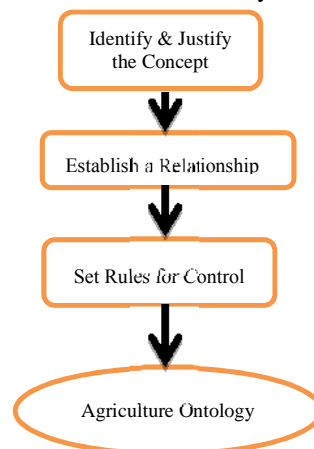 Identify & Justify
the Concept
Establish a Relationship
Set Rules for Control
Agriculture Ontology